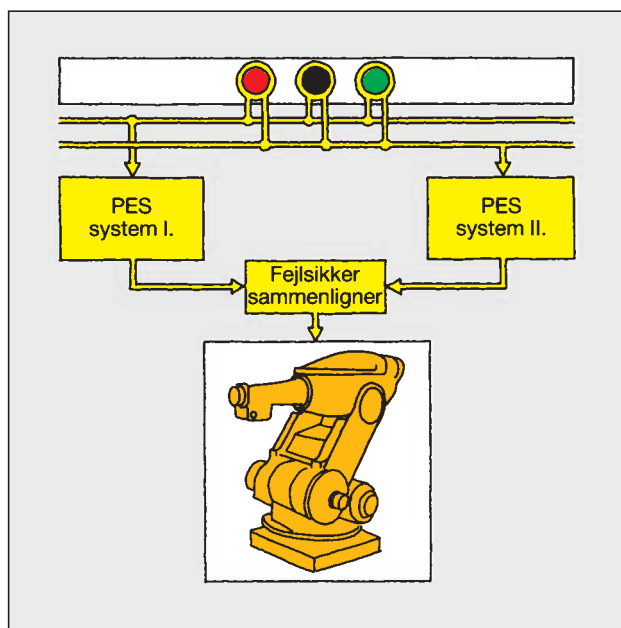 PES
system I.
PES
system II.
Fejlsikker
sammenligner